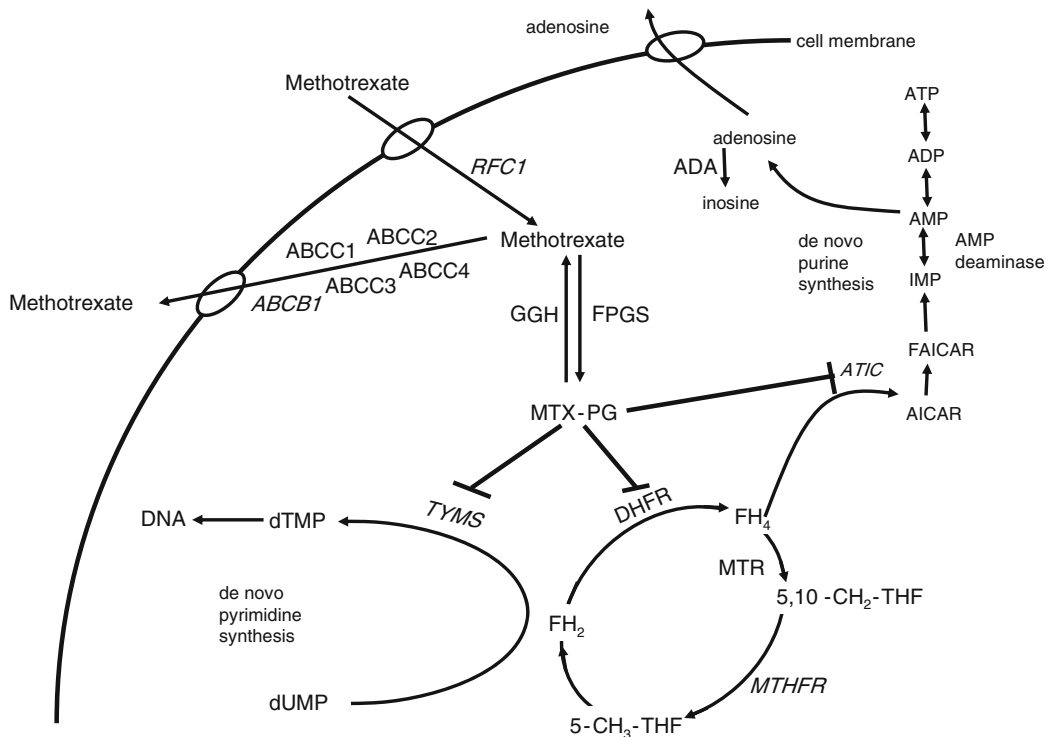 adenosine
cell membrane
Methotrexate
ATP
adenosine
ADA
ADP
RFC1
inosine
AMP
ABCC1
ABCC2
Methotrexate
de novo
purine
synthesis
AMP
deaminase
IMP
Methotrexate
ABCB1
ABCC3
ABCC4
GGH
FPGS
FAICAR
ATIC
MTX-PG
AICAR
DNA
dTMP
TYMS
DHFR
FH₄
MTR
5,10 -CH₂-THF
de novo
pyrimidine
synthesis
FH₂
dUMP
MTHFR
5-CH₃-THF